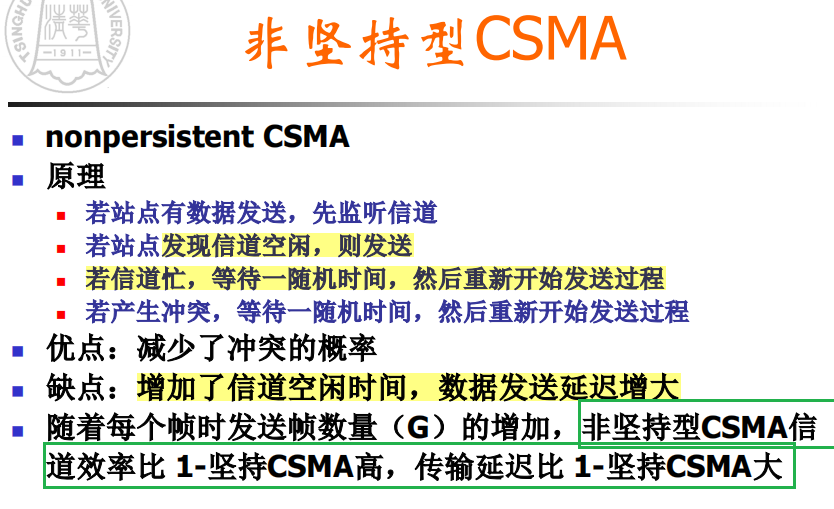 TSINGHUA UNIVERSITY
-1911-
非坚持型CSMA
nonpersistent CSMA
原理
若站点有数据发送，先监听信道
若站点发现信道空闲，则发送
若信道忙，等待一随机时间，然后重新开始发送过程
若产生冲突，等待一随机时间，然后重新开始发送过程
优点：减少了冲突的概率
缺点：增加了信道空闲时间，数据发送延迟增大
随着每个帧时发送帧数量（G）的增加，非坚持型CSMA信
道效率比 1-坚持CSMA高，传输延迟比 1-坚持CSMA大